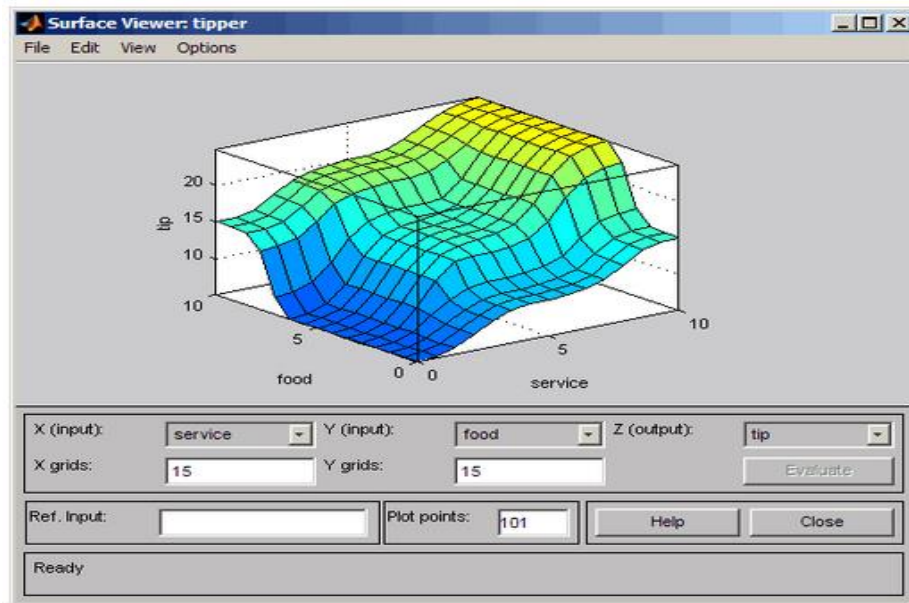 Surface Viewer: tipper
File Edit View Options
20
15
10
tip
10
5
0
food
0
5
10
service
X (input): service Y (input): food Z (output): tip
X grids: 15 Y grids: 15 Evaluate
Ref. Input: Plot points: 101 Help Close
Ready